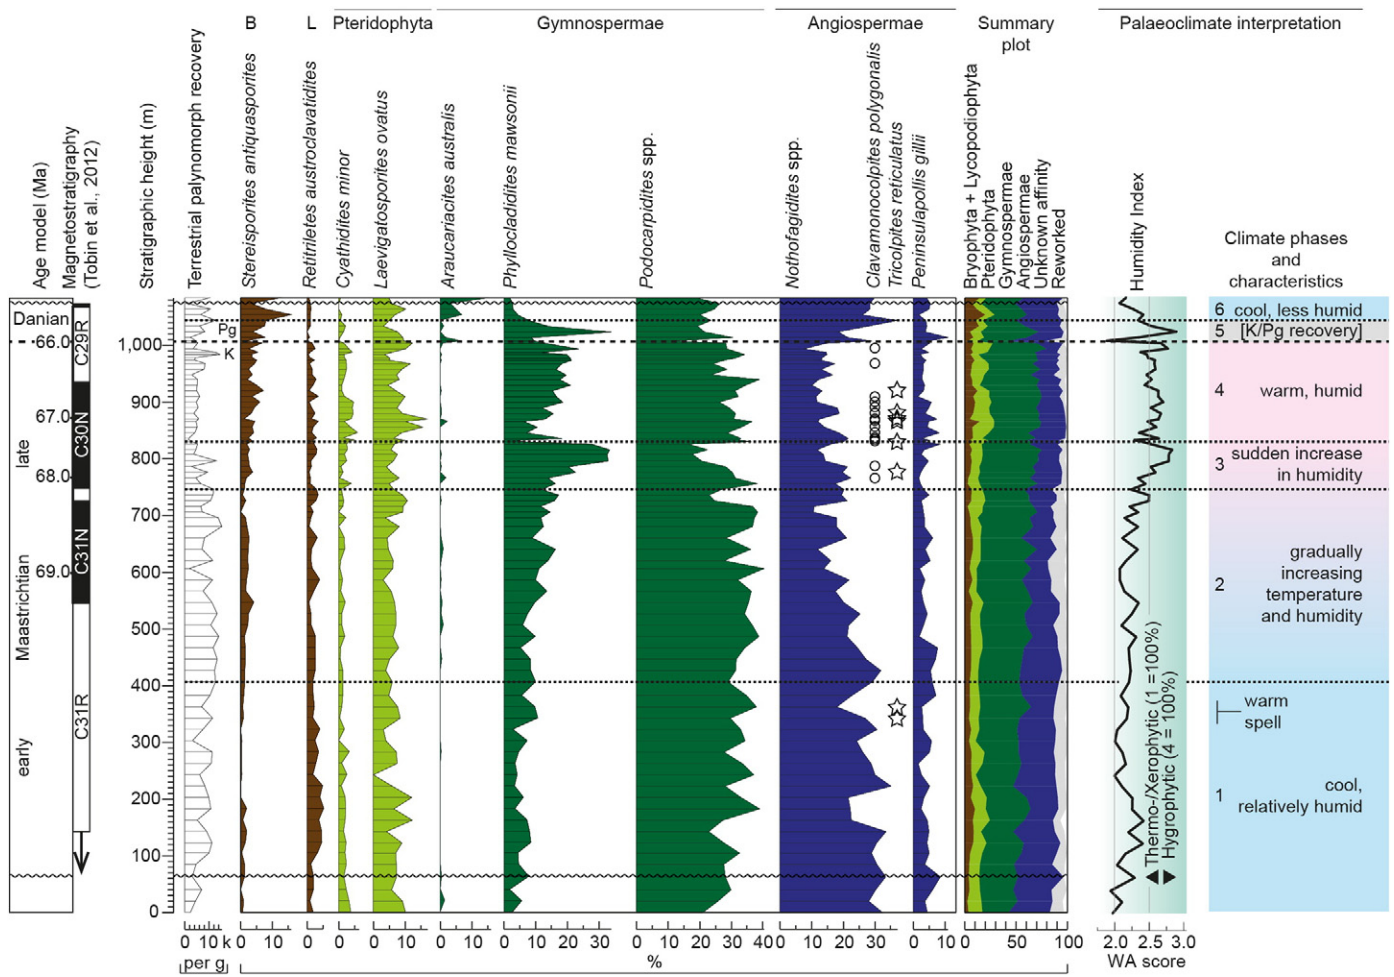 B
L
Pteridophyta
Gymnospermae
Angiospermae
Summary
plot
Palaeoclimate interpretation
Age model (Ma)
Magnetostratigraphy
(Tobin et al., 2012)
Stratigraphic height (m)
Terrestrial palynomorph recovery
Stereisporites antiquasporites
Retitriletes austroclavatidites
Cyathidites minor
Laevigatosporites ovatus
Araucariacites australis
Phyllocladidites mawsonii
Podocarpidites spp.
Nothofagidites spp.
Clavamonocolpites polygonalis
Tricolpites reticulatus
Peninsulapollis gillii
Bryophyta + Lycopodiophyta
Pteridophyta
Gymnospermae
Angiospermae
Unknown affinity
Reworked
Humidity Index
Climate phases
and
characteristics
Danian
66.0
67.0
late
68.0
69.0
Maastrichtian
early
C29R
C30N
C31N
C31R
1,000
900
800
700
600
500
400
300
200
100
0
Pg
K
6 cool, less humid
5 [K/Pg recovery]
4 warm, humid
3 sudden increase
in humidity
2 gradually
increasing
temperature
and humidity
warm
spell
1 cool,
relatively humid
Thermo-/Xerophytic (1 =100%)
Hygrophytic (4 = 100%)
0 10 k
per g
0 10
0
0
0 10
0 10
0 10 20 30
0 10 20 30 40
0 10 20 30
0 10
0 50 100
%
2.0 2.5 3.0
WA score